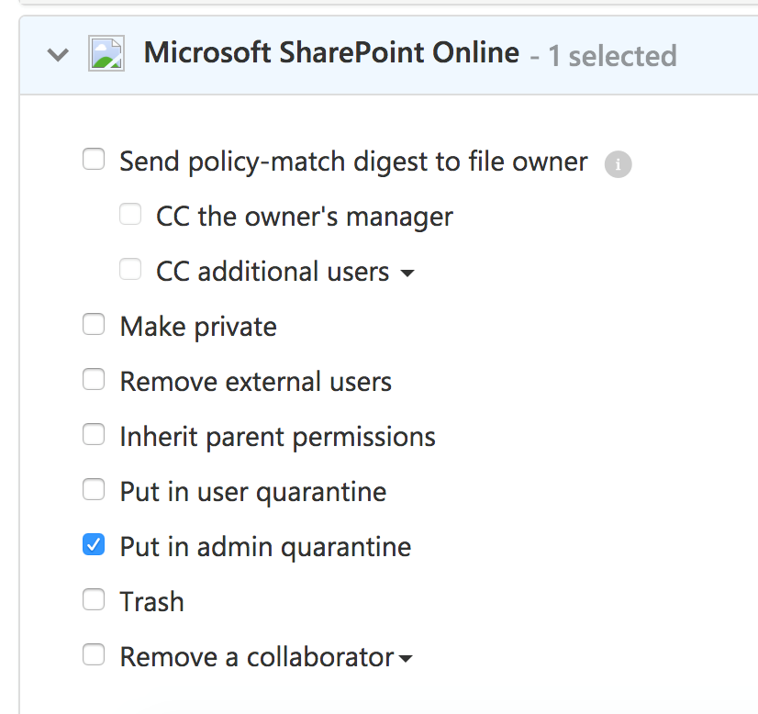 Microsoft SharePoint Online - 1 selected
Send policy-match digest to file owner i
CC the owner's manager
CC additional users
Make private
Remove external users
Inherit parent permissions
Put in user quarantine
Put in admin quarantine
Trash
Remove a collaborator